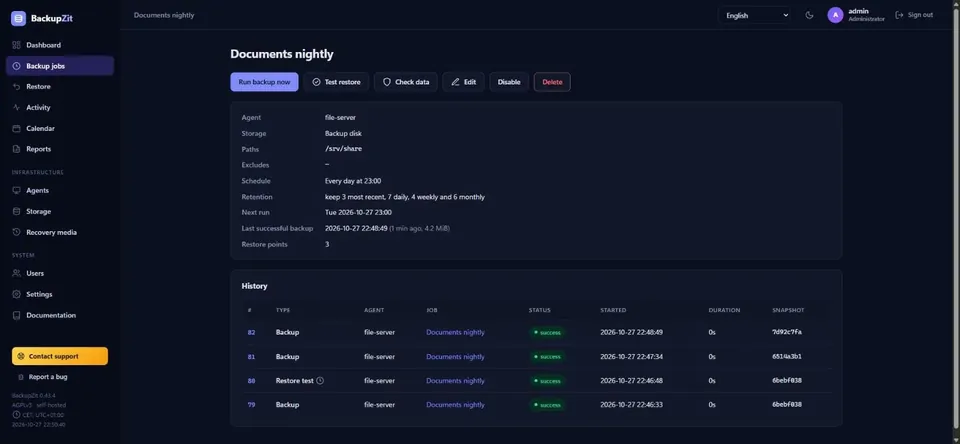 BackupZit
Documents nightly
English
A
admin
Administrator
Sign out
Dashboard
Backup jobs
Restore
Activity
Calendar
Reports
INFRASTRUCTURE
Agents
Storage
Recovery media
SYSTEM
Users
Settings
Documentation
Contact support
Report a bug
BackupZit 0.43.4
AGPLv3 · self-hosted
Documents nightly
Run backup now
Test restore
Check data
Edit
Disable
Delete
Agent file-server
Storage Backup disk
Paths /srv/share
Excludes –
Schedule Every day at 23:00
Retention keep 3 most recent, 7 daily, 4 weekly and 6 monthly
Next run Tue 2026-10-27 23:00
Last successful backup 2026-10-27 22:48:49 (1 min ago, 4.2 MiB)
Restore points 3
History
# TYPE AGENT JOB STATUS STARTED DURATION SNAPSHOT
82 Backup file-server Documents nightly success 2026-10-27 22:48:49 0s 7d92c7fa
81 Backup file-server Documents nightly success 2026-10-27 22:47:34 0s 6514a3b1
80 Restore test file-server Documents nightly success 2026-10-27 22:46:48 0s 6bebf038
79 Backup file-server Documents nightly success 2026-10-27 22:46:33 0s 6bebf038